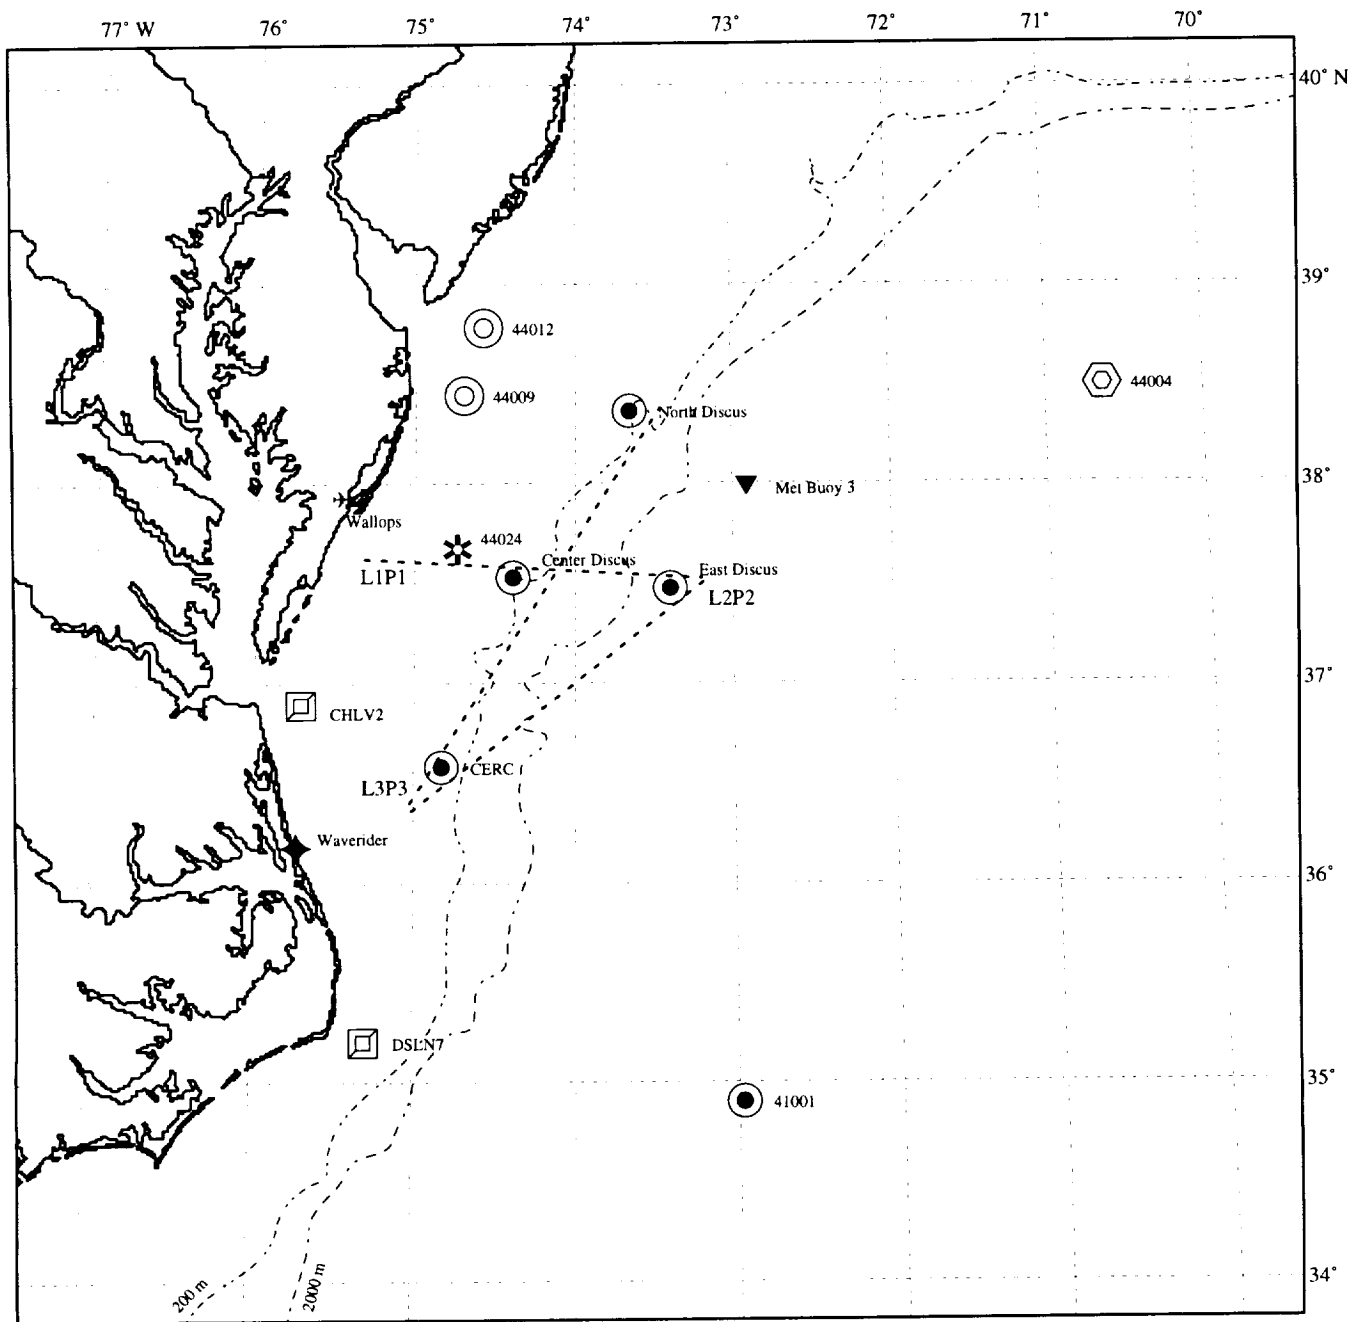 77° W 76° 75° 74° 73° 72° 71° 70°
40° N
39°
44012
44004
44009
North Discus
38°
Met Buoy 3
Wallops
44024
Center Discus
East Discus
L1P1
L2P2
37°
CHLV2
CERC
L3P3
Waverider
36°
DSLN7
35°
41001
34°
200 m
2000 m